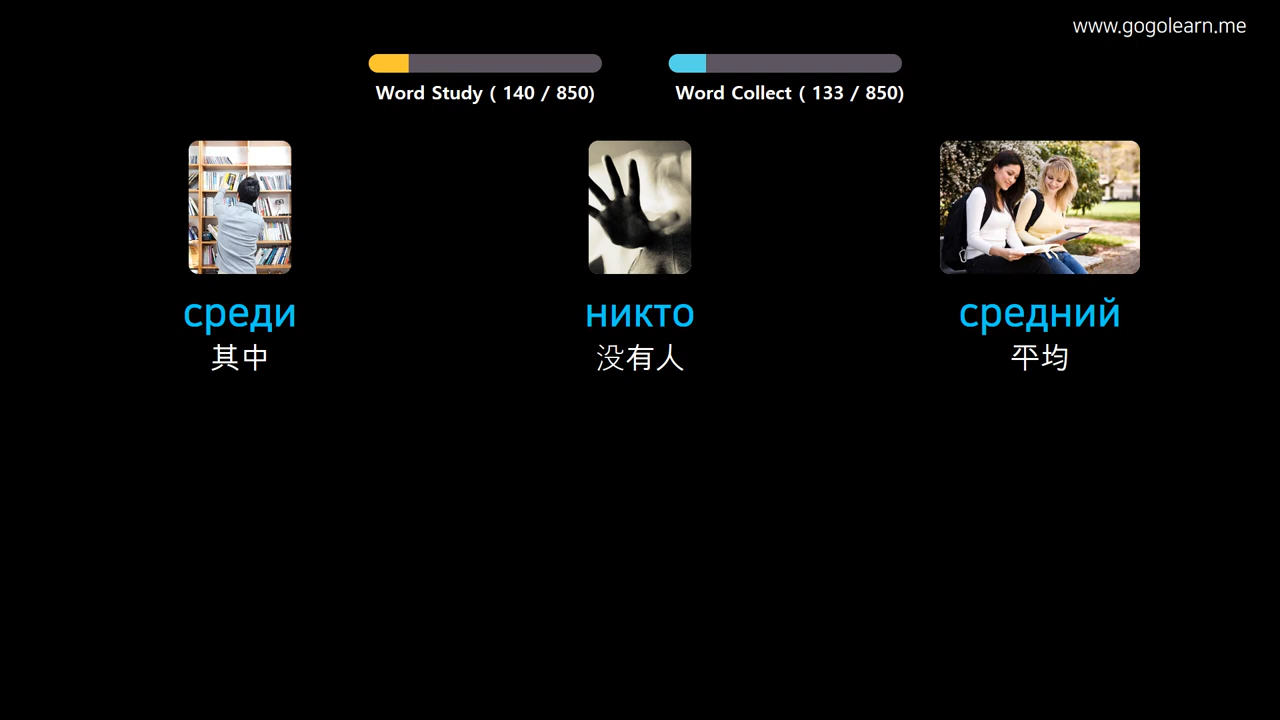 www.gogolearn.me
Word Study ( 140 / 850)
Word Collect ( 133 / 850)
среди
никто
средний
其中
没有人
平均